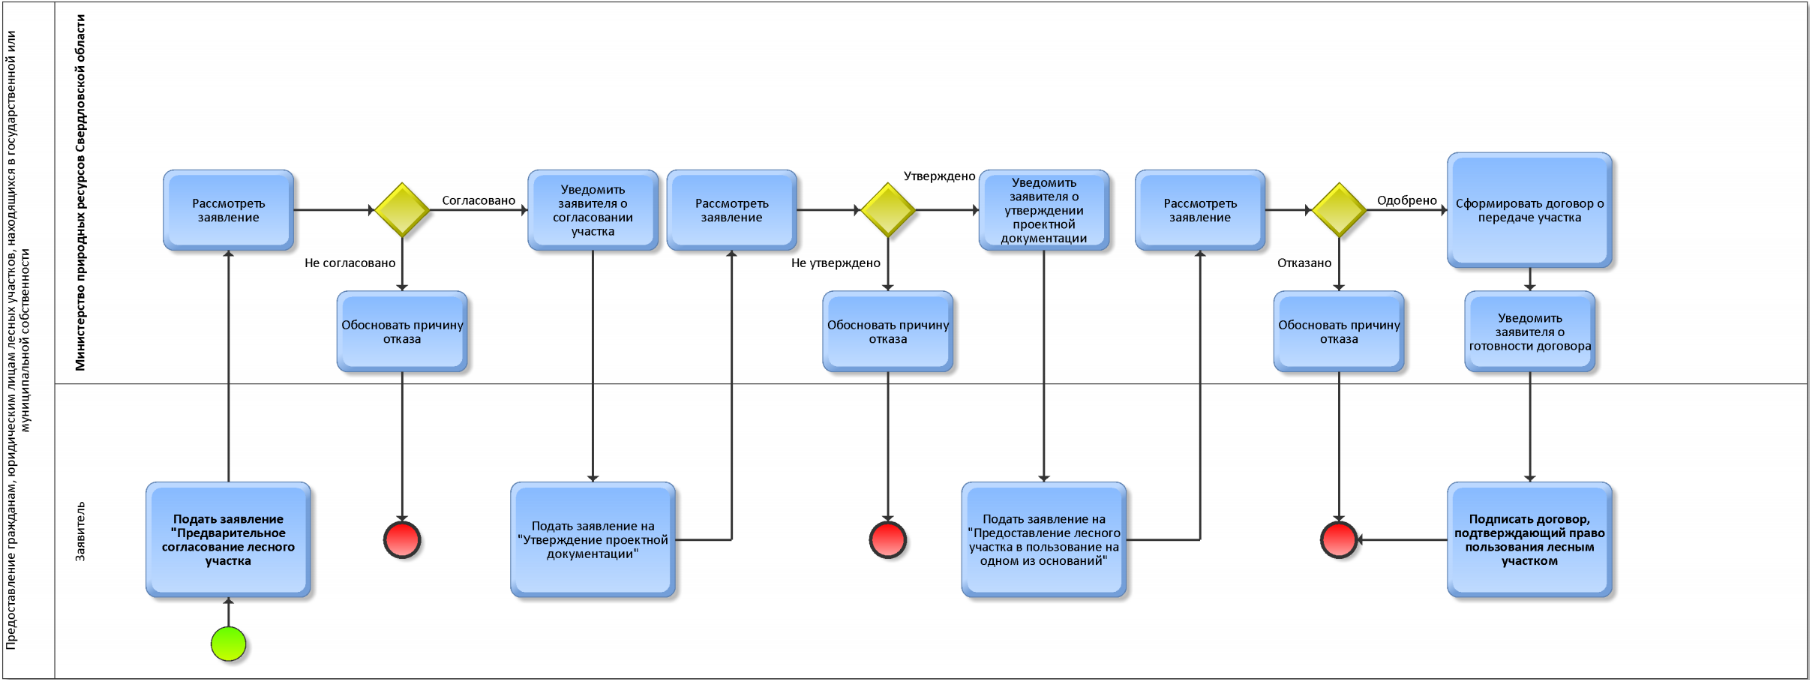 Предоставление гражданам, юридическим лицам лесных участков, находящихся в государственной или
муниципальной собственности
Министерство природных ресурсов Свердловской области
Рассмотреть
заявление
Согласовано
Не согласовано
Обосновать причину
отказа
Уведомить
заявителя о
согласовании
участка
Рассмотреть
заявление
Утверждено
Не утверждено
Обосновать причину
отказа
Уведомить
заявителя о
утверждении
проектной
документации
Рассмотреть
заявление
Одобрено
Отказано
Обосновать причину
отказа
Сформировать договор о
передаче участка
Уведомить
заявителя о
готовности договора
Заявитель
Подать заявление
"Предварительное
согласование лесного
участка
Подать заявление на
"Утверждение проектной
документации"
Подать заявление на
"Предоставление лесного
участка в пользование на
одном из оснований"
Подписать договор,
подтверждающий право
пользования лесным
участком